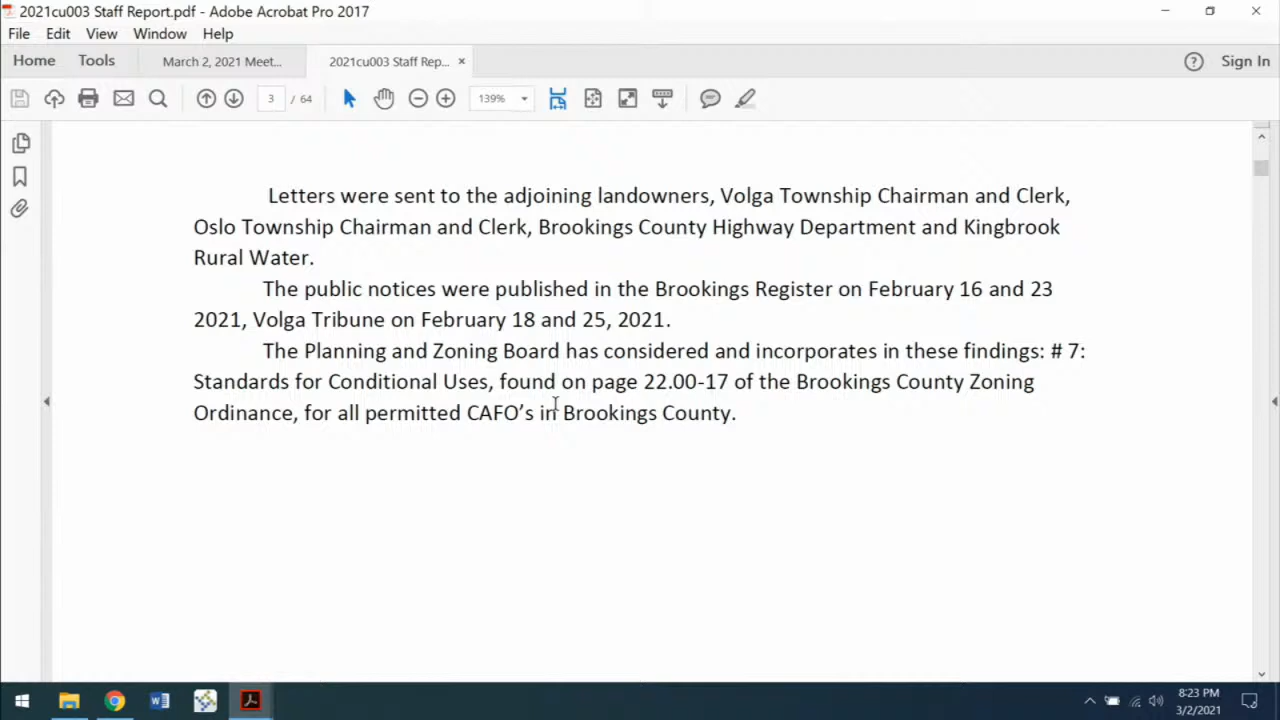 2021cu003 Staff Report.pdf - Adobe Acrobat Pro 2017
File Edit View Window Help
Home Tools March 2, 2021 Meet... 2021cu003 Staff Rep... × Sign In
3 / 64 139%
Letters were sent to the adjoining landowners, Volga Township Chairman and Clerk,
Oslo Township Chairman and Clerk, Brookings County Highway Department and Kingbrook
Rural Water.
The public notices were published in the Brookings Register on February 16 and 23
2021, Volga Tribune on February 18 and 25, 2021.
The Planning and Zoning Board has considered and incorporates in these findings: # 7:
Standards for Conditional Uses, found on page 22.00-17 of the Brookings County Zoning
Ordinance, for all permitted CAFO’s in Brookings County.
8:23 PM
3/2/2021